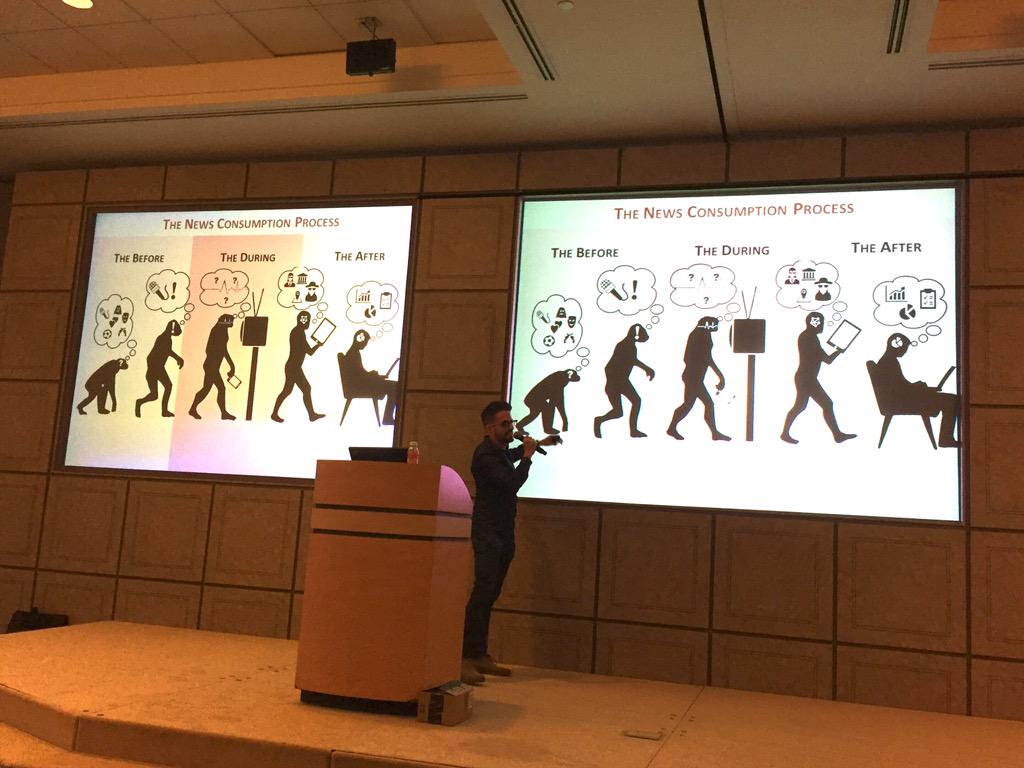 THE NEWS CONSUMPTION PROCESS
THE BEFORE
THE DURING
THE AFTER
THE NEWS CONSUMPTION PROCESS
THE BEFORE
THE DURING
THE AFTER